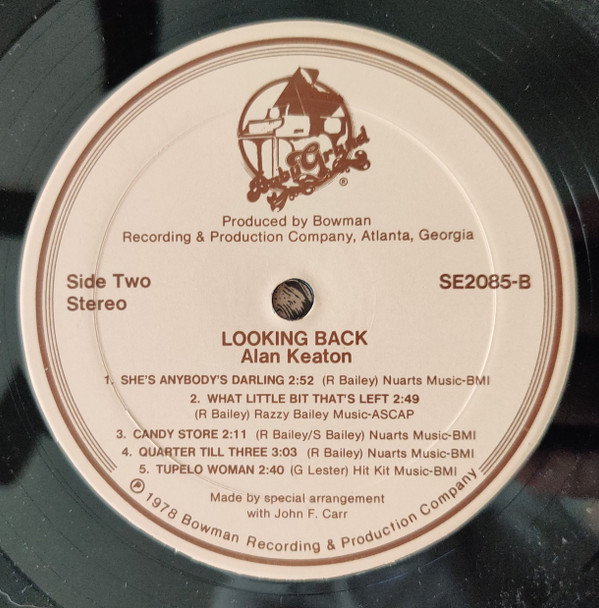 Baby Grand
®
Produced by Bowman
Recording & Production Company, Atlanta, Georgia
Side Two
Stereo
SE2085-B
LOOKING BACK
Alan Keaton
1. SHE'S ANYBODY'S DARLING 2:52 (R Bailey) Nuarts Music-BMI
2. WHAT LITTLE BIT THAT'S LEFT 2:49
(R Bailey) Razzy Bailey Music-ASCAP
3. CANDY STORE 2:11 (R Bailey/S Bailey) Nuarts Music-BMI
4. QUARTER TILL THREE 3:03 (R Bailey) Nuarts Music-BMI
5. TUPELO WOMAN 2:40 (G Lester) Hit Kit Music-BMI
Made by special arrangement
with John F. Carr
℗ 1978 Bowman Recording & Production Company